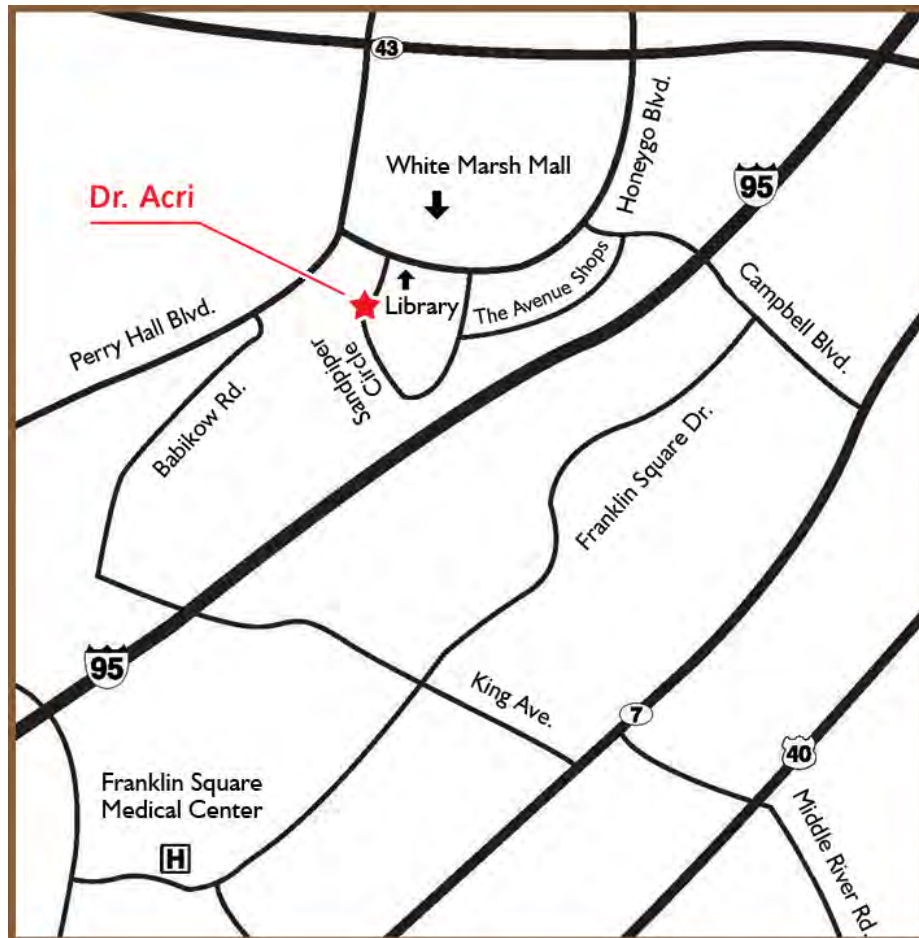 43
White Marsh Mall
Honeygo Blvd.
95
Dr. Acri
Library
The Avenue Shops
Campbell Blvd.
Perry Hall Blvd.
Sandpiper
Circle
Babikow Rd.
Franklin Square Dr.
95
King Ave.
7
40
Franklin Square
Medical Center
H
Middle River Rd.